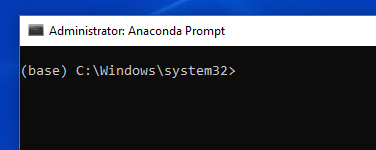 Administrator: Anaconda Prompt
(base) C:\Windows\system32>